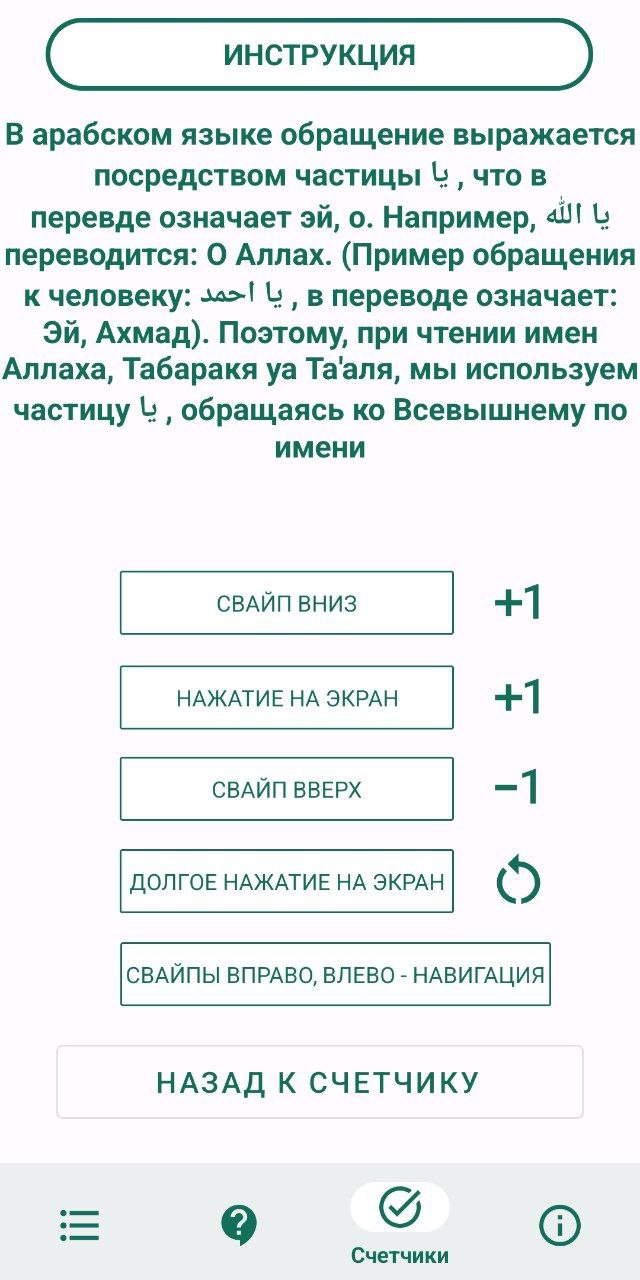 ИНСТРУКЦИЯ
В арабском языке обращение выражается
посредством частицы يا , что в
перевде означает эй, о. Например, يا الله
переводится: О Аллах. (Пример обращения
к человеку: يا احمد , в переводе означает:
Эй, Ахмад). Поэтому, при чтении имен
Аллаха, Табаракя уа Та'аля, мы используем
частицу يا , обращаясь ко Всевышнему по
имени
СВАЙП ВНИЗ +1
НАЖАТИЕ НА ЭКРАН +1
СВАЙП ВВЕРХ −1
ДОЛГОЕ НАЖАТИЕ НА ЭКРАН
СВАЙПЫ ВПРАВО, ВЛЕВО - НАВИГАЦИЯ
НАЗАД К СЧЕТЧИКУ
Счетчики